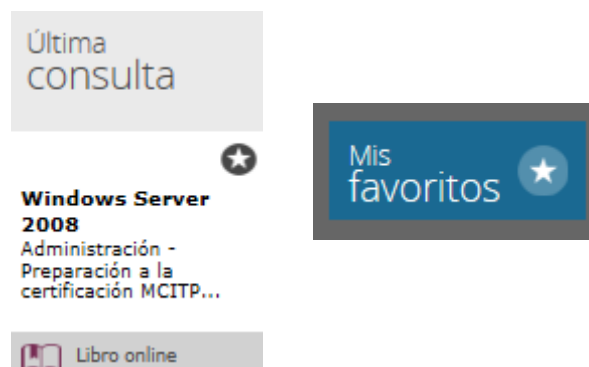 Última
consulta
Windows Server
2008
Administración -
Preparación a la
certificación MCITP...
Libro online
Mis
favoritos